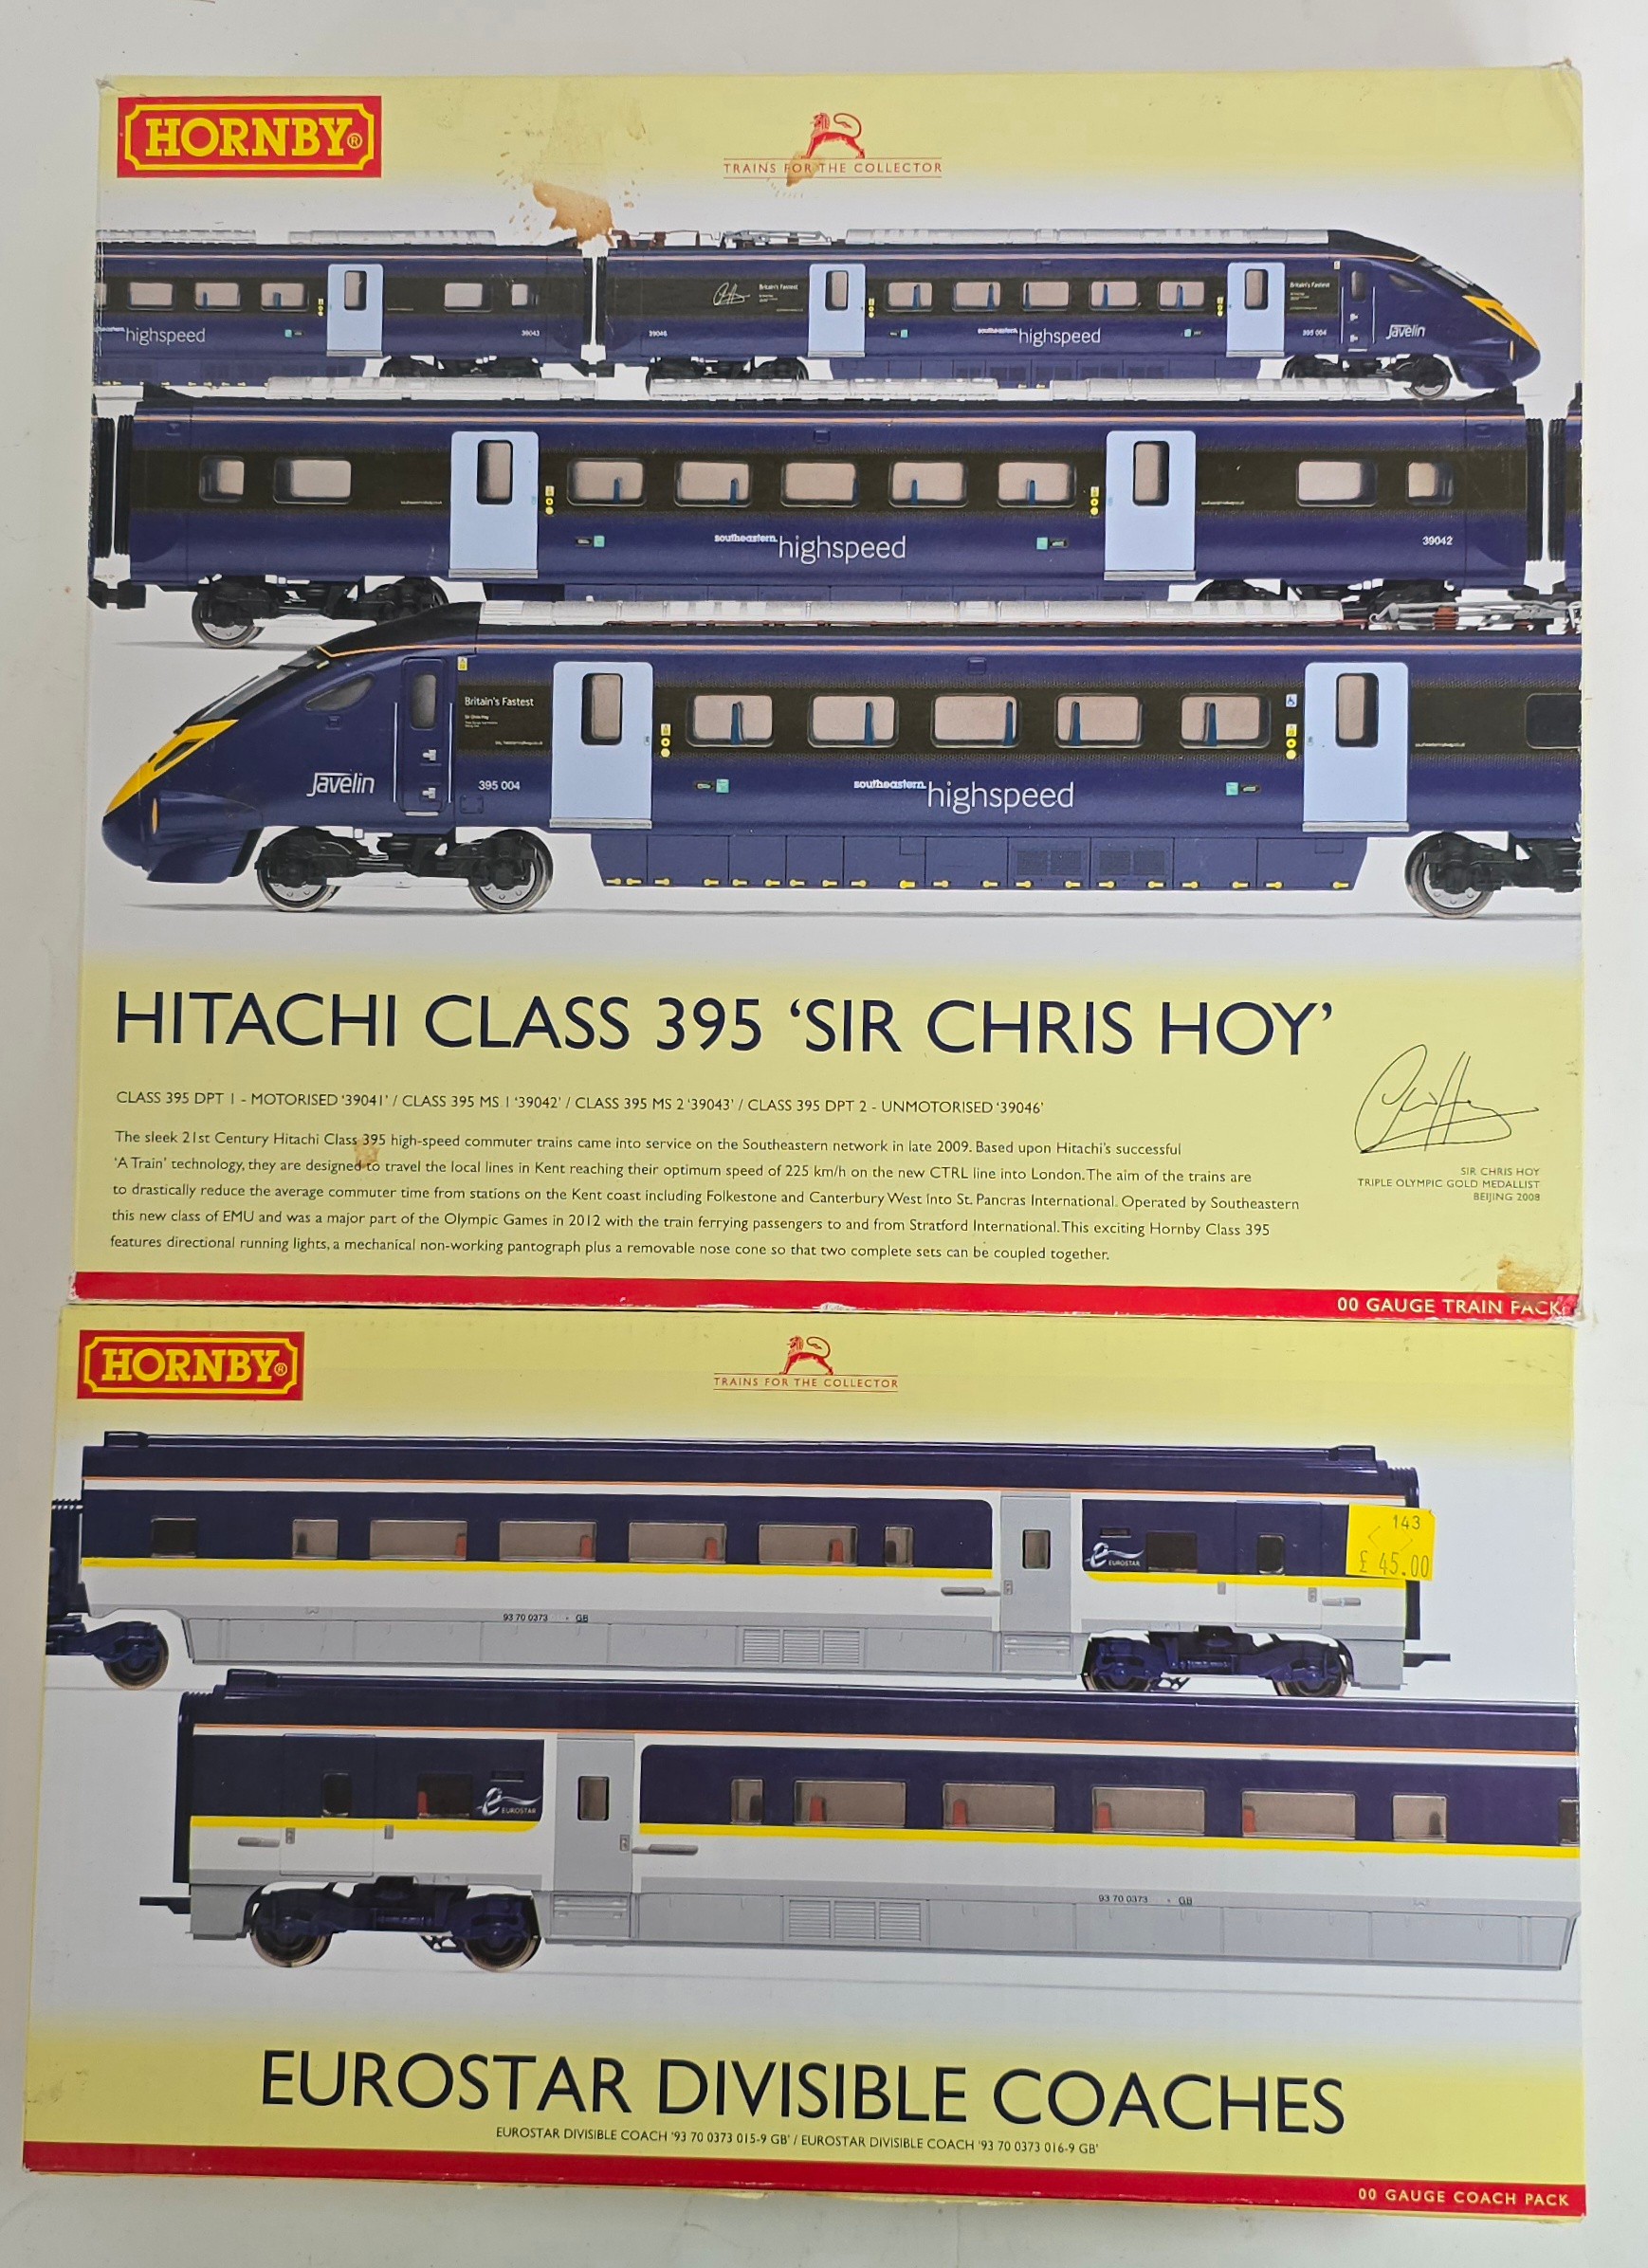 HORNBY®
TRAINS FOR THE COLLECTOR
Britain's Fastest
Britain's Fastest
highspeed
39043
39046
southeastern. highspeed
395 004
Javelin
southeastern. highspeed
39042
Britain's Fastest
Sir Chris Hoy
Javelin
395 004
southeastern. highspeed
HITACHI CLASS 395 ‘SIR CHRIS HOY’
CLASS 395 DPT 1 - MOTORISED ‘39041’ / CLASS 395 MS 1 ‘39042’ / CLASS 395 MS 2 ‘39043’ / CLASS 395 DPT 2 - UNMOTORISED ‘39046’
The sleek 21st Century Hitachi Class 395 high-speed commuter trains came into service on the Southeastern network in late 2009. Based upon Hitachi's successful
‘A Train’ technology, they are designed to travel the local lines in Kent reaching their optimum speed of 225 km/h on the new CTRL line into London. The aim of the trains are
to drastically reduce the average commuter time from stations on the Kent coast including Folkestone and Canterbury West into St. Pancras International. Operated by Southeastern
this new class of EMU and was a major part of the Olympic Games in 2012 with the train ferrying passengers to and from Stratford International. This exciting Hornby Class 395
features directional running lights, a mechanical non-working pantograph plus a removable nose cone so that two complete sets can be coupled together.
SIR CHRIS HOY
TRIPLE OLYMPIC GOLD MEDALLIST
BEIJING 2008
00 GAUGE TRAIN PACK
HORNBY®
TRAINS FOR THE COLLECTOR
143
£ 45.00
EUROSTAR
93 70 0373 - GB
EUROSTAR
93 70 0373 - GB
EUROSTAR DIVISIBLE COACHES
EUROSTAR DIVISIBLE COACH ‘93 70 0373 015-9 GB’ / EUROSTAR DIVISIBLE COACH ‘93 70 0373 016-9 GB’
00 GAUGE COACH PACK